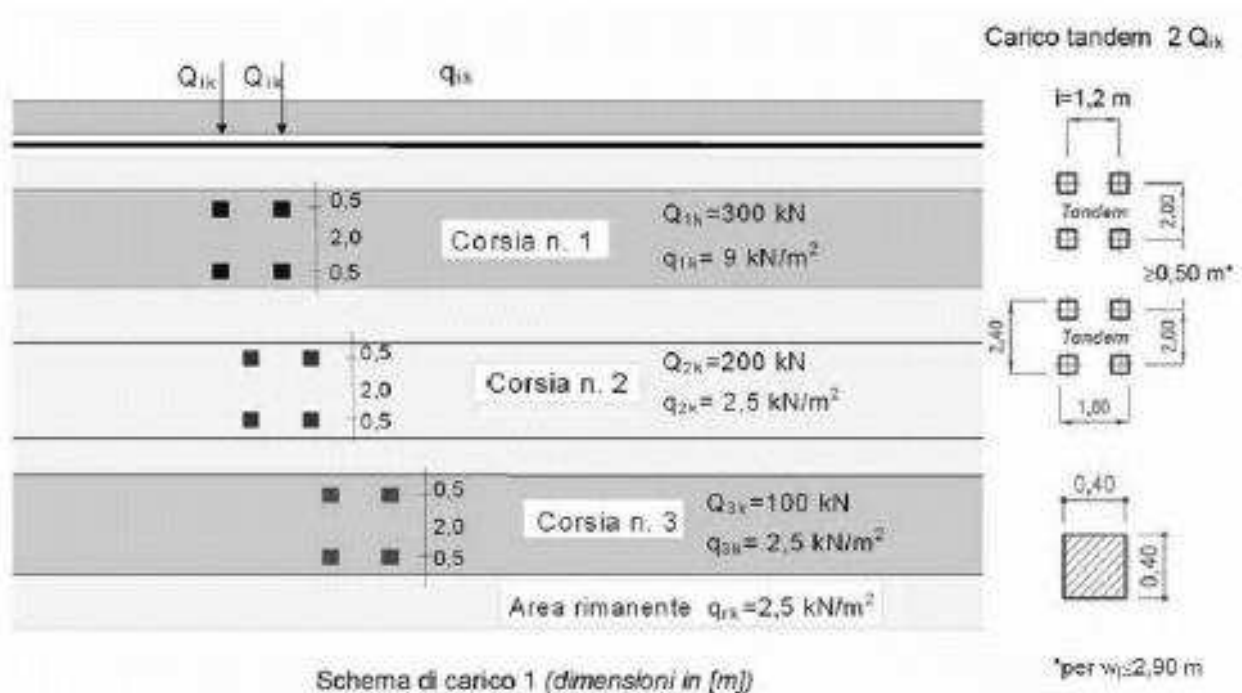 Carico tandem 2 Qik
Q1k Q1k qik
i=1,2 m
0.5
2,0
0.5
Corsia n. 1
Q1k=300 kN
q1k= 9 kN/m²
Tandem
2,00
≥0,50 m*
0,5
2,0
0,5
Corsia n. 2
Q2k=200 kN
q2k= 2,5 kN/m²
2,40
Tandem
2,00
1,60
0,5
2,0
0,5
Corsia n. 3
Q3k=100 kN
q3k= 2,5 kN/m²
0,40
0,40
Area rimanente qrk=2,5 kN/m²
Schema di carico 1 (dimensioni in [m])
*per wl≤2,90 m